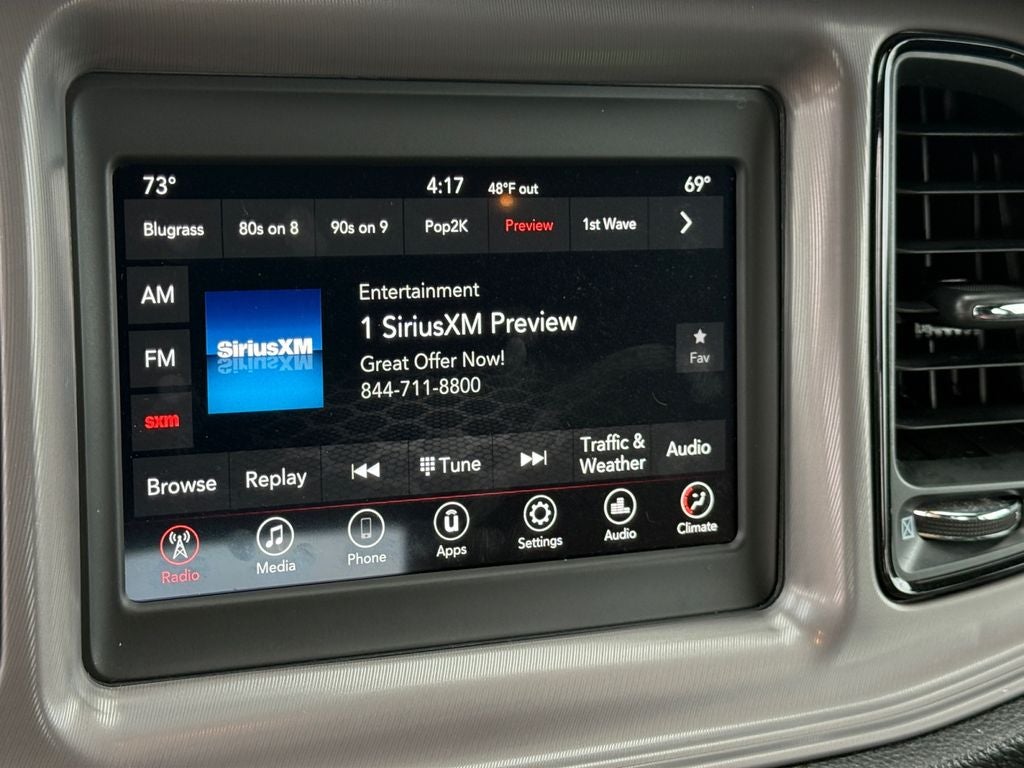 73° 4:17 48°F out 69°
Blugrass 80s on 8 90s on 9 Pop2K Preview 1st Wave
AM
FM
sxm
SiriusXM
Entertainment
1 SiriusXM Preview
Great Offer Now!
844-711-8800
Fav
Browse Replay Tune Traffic & Weather Audio
Radio Media Phone Apps Settings Audio Climate